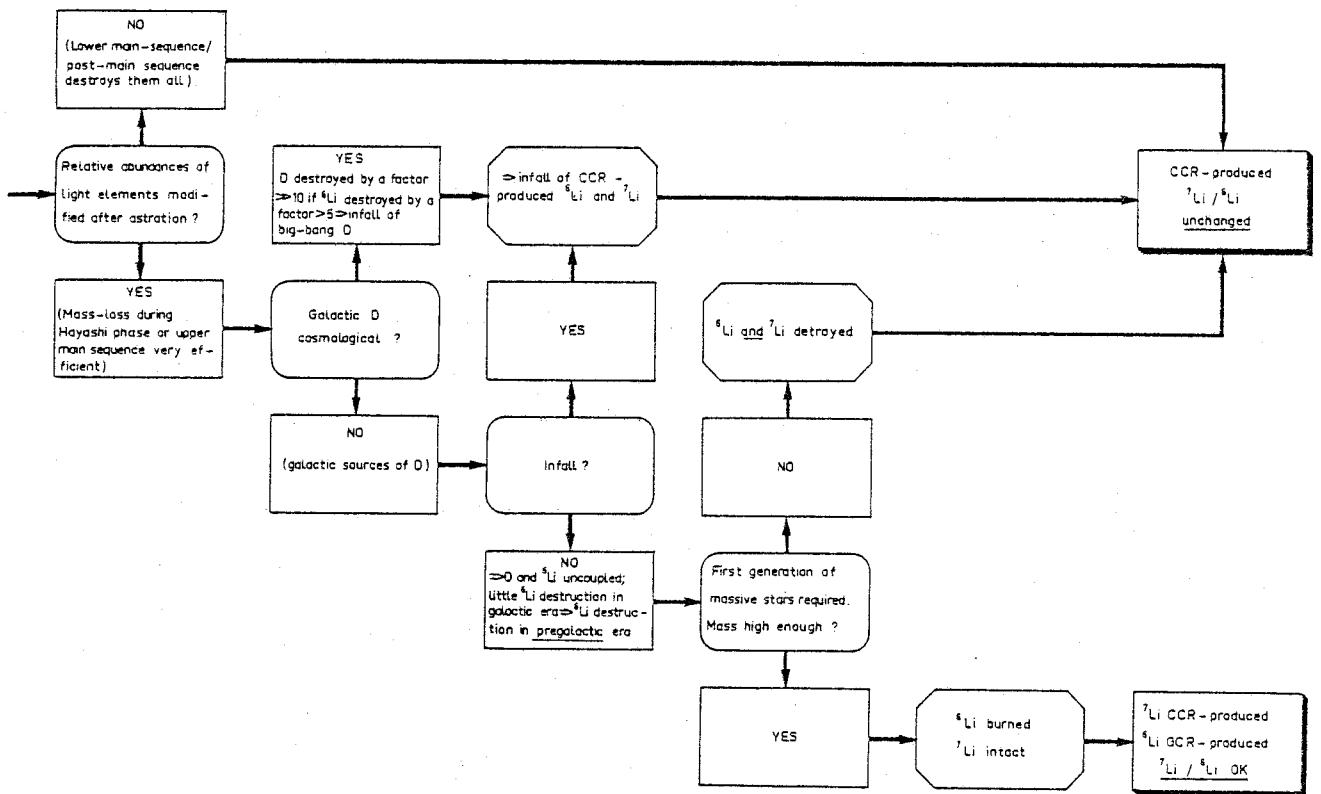 NO
(Lower main-sequence/
post-main sequence
destroys them all)
Relative abundances of
light elements modi-
fied after astration ?
YES
(Mass-loss during
Hayashi phase or upper
main sequence very ef-
ficient)
YES
D destroyed by a factor
≫10 if ⁶Li destroyed by a
factor>5⇒infall of
big-bang D
Galactic D
cosmological ?
NO
(galactic sources of D)
⇒infall of CCR-
produced ⁶Li and ⁷Li
YES
Infall ?
NO
⇒D and ⁶Li uncoupled;
little ⁶Li destruction in
galactic era⇒⁶Li destruc-
tion in pregalactic era
⁶Li and ⁷Li detroyed
NO
First generation of
massive stars required.
Mass high enough ?
YES
⁶Li burned
⁷Li intact
CCR-produced
⁷Li / ⁶Li
unchanged
⁷Li CCR-produced
⁶Li GCR-produced
⁷Li / ⁶Li OK